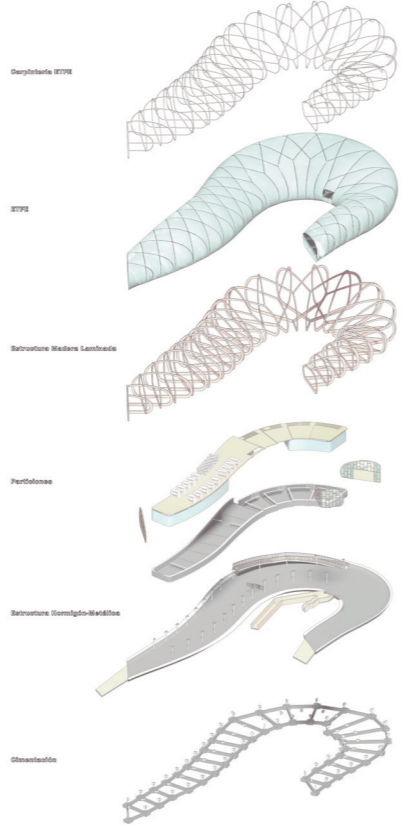 Carpintería ETFE
ETFE
Estructura Madera Laminada
Particiones
Estructura Hormigón-Metálica
Cimentación